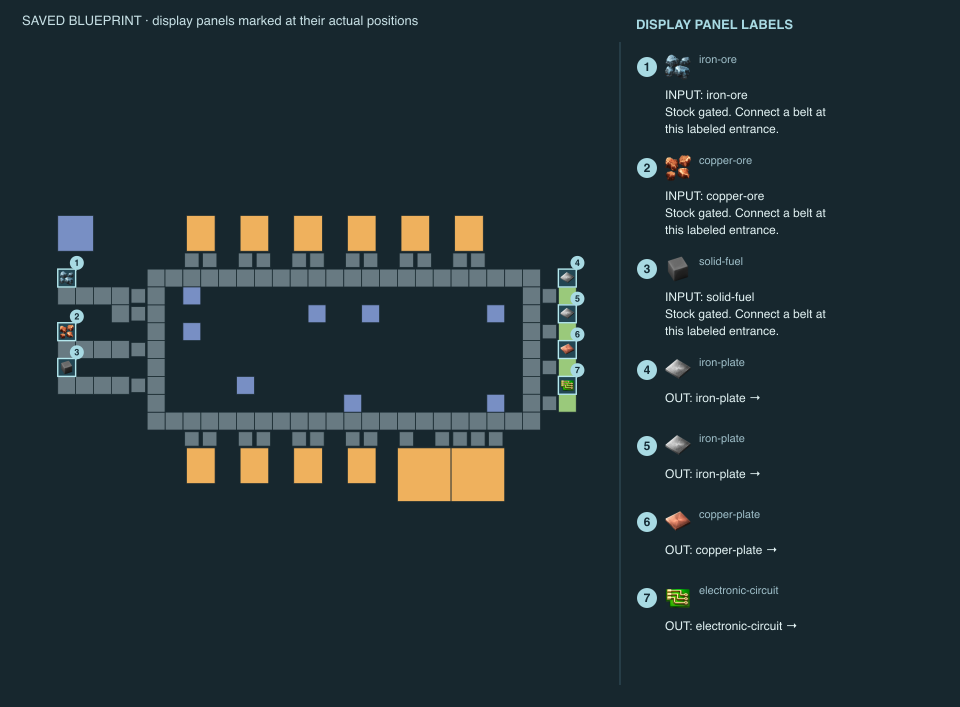 SAVED BLUEPRINT · display panels marked at their actual positions
DISPLAY PANEL LABELS
1
iron-ore
INPUT: iron-ore
Stock gated. Connect a belt at
this labeled entrance.
2
copper-ore
INPUT: copper-ore
Stock gated. Connect a belt at
this labeled entrance.
3
solid-fuel
INPUT: solid-fuel
Stock gated. Connect a belt at
this labeled entrance.
4
iron-plate
OUT: iron-plate →
5
iron-plate
OUT: iron-plate →
6
copper-plate
OUT: copper-plate →
7
electronic-circuit
OUT: electronic-circuit →
1
2
3
4
5
6
7